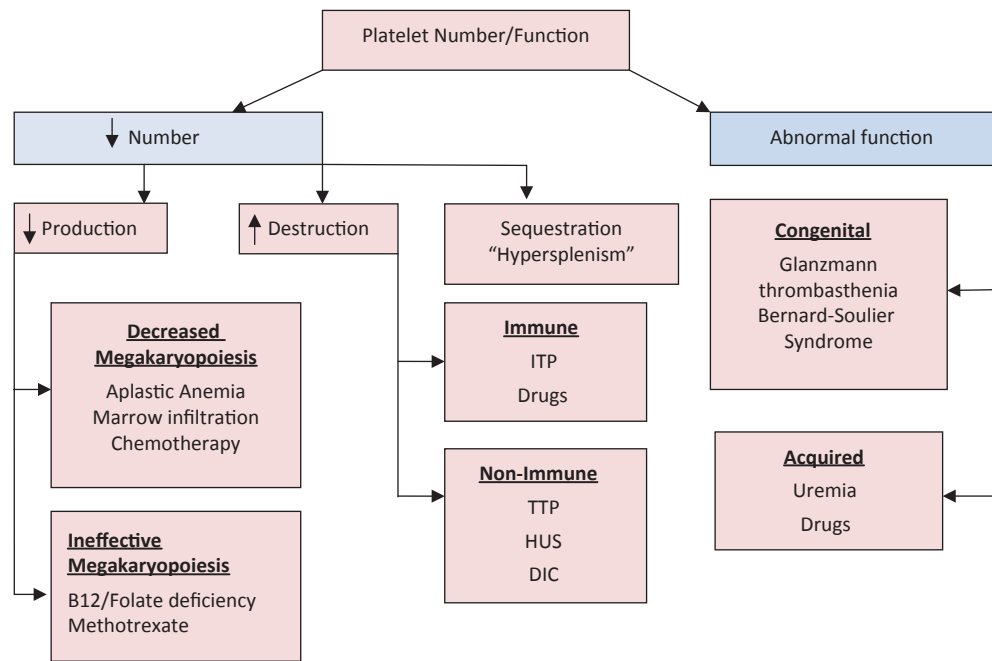 Platelet Number/Function
↓ Number
Abnormal function
↓ Production
↑ Destruction
Sequestration
“Hypersplenism”
Congenital
Glanzmann
thrombasthenia
Bernard-Soulier
Syndrome
Decreased
Megakaryopoiesis
Aplastic Anemia
Marrow infiltration
Chemotherapy
Immune
ITP
Drugs
Acquired
Uremia
Drugs
Non-Immune
TTP
HUS
DIC
Ineffective
Megakaryopoiesis
B12/Folate deficiency
Methotrexate